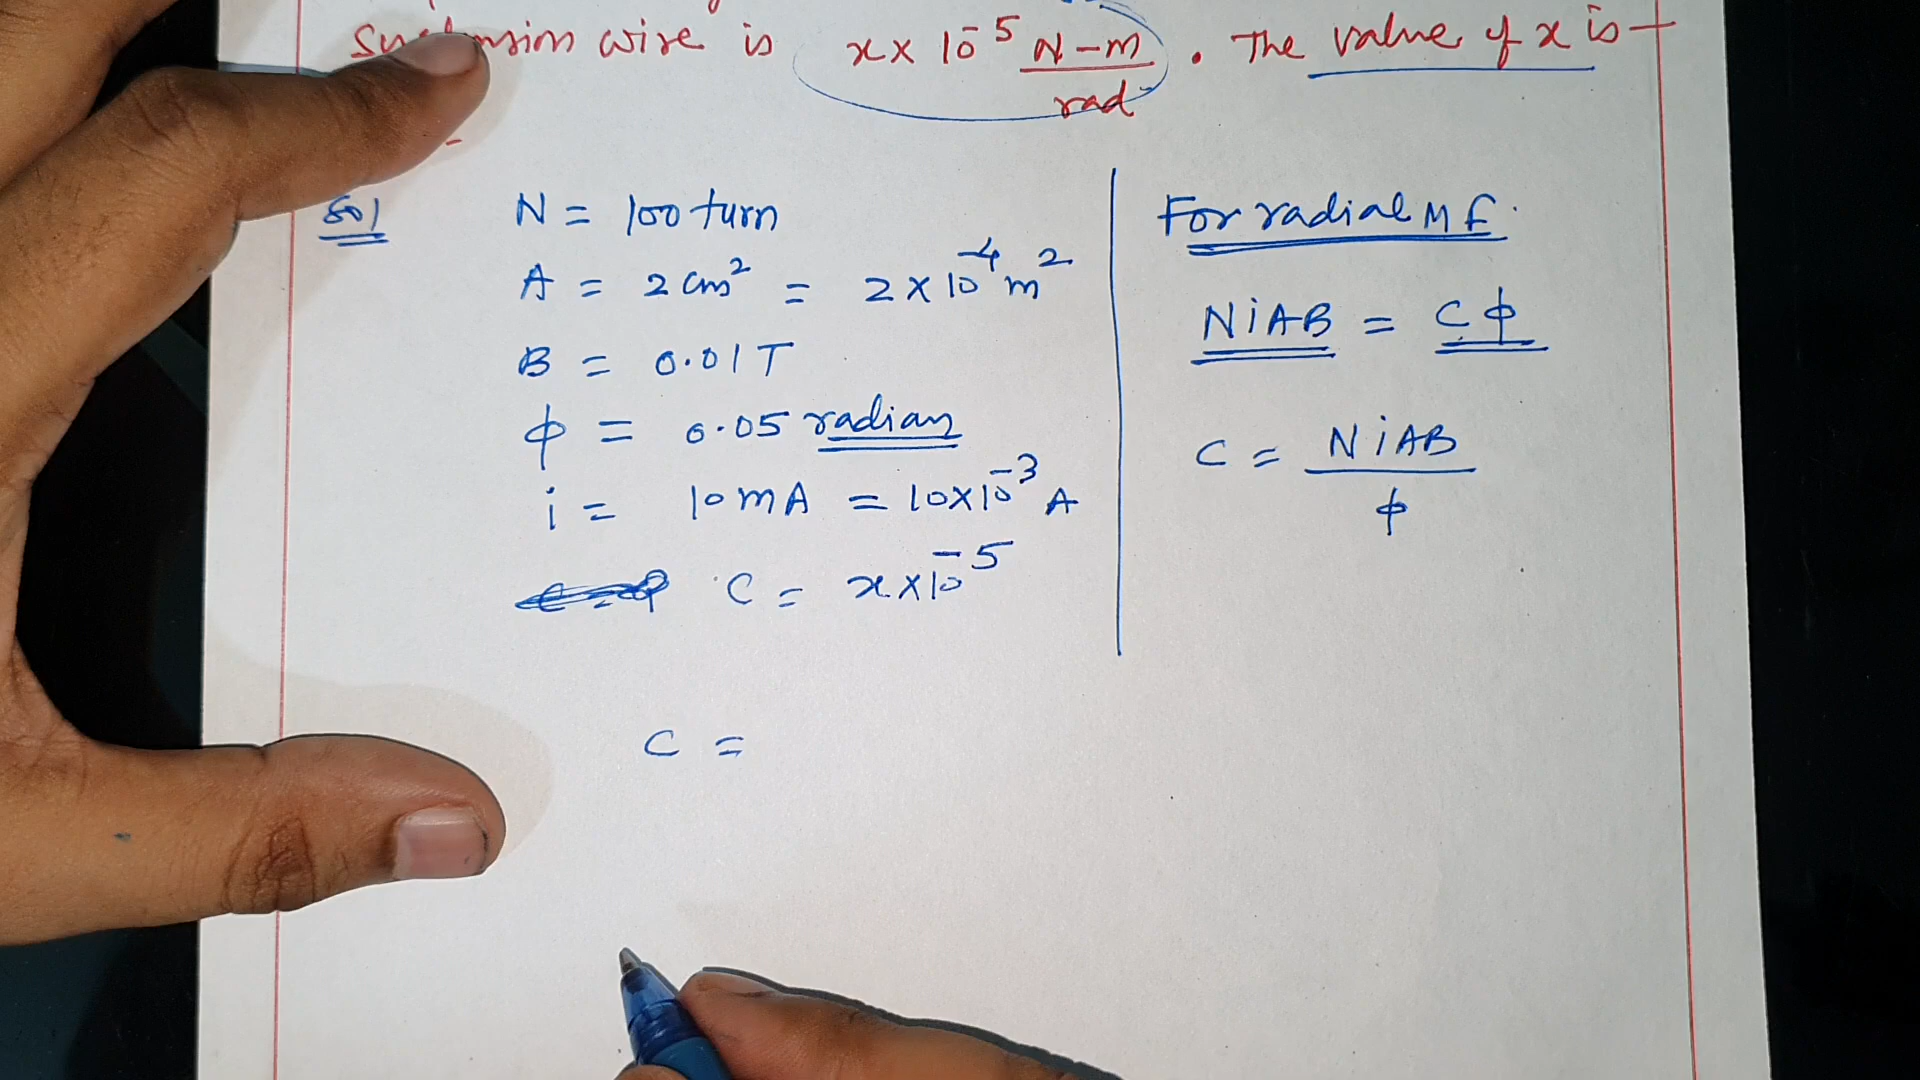 wire is x × 10⁻⁵ N-m/rad. The value of x is
Sol
N = 100 turn
A = 2 cm² = 2 × 10⁻⁴ m²
B = 0.01 T
ϕ = 0.05 radian
i = 10 mA = 10×10⁻³ A
C = x×10⁻⁵
C =
For radial M F.
NiAB = Cϕ
C = NiAB/ϕ